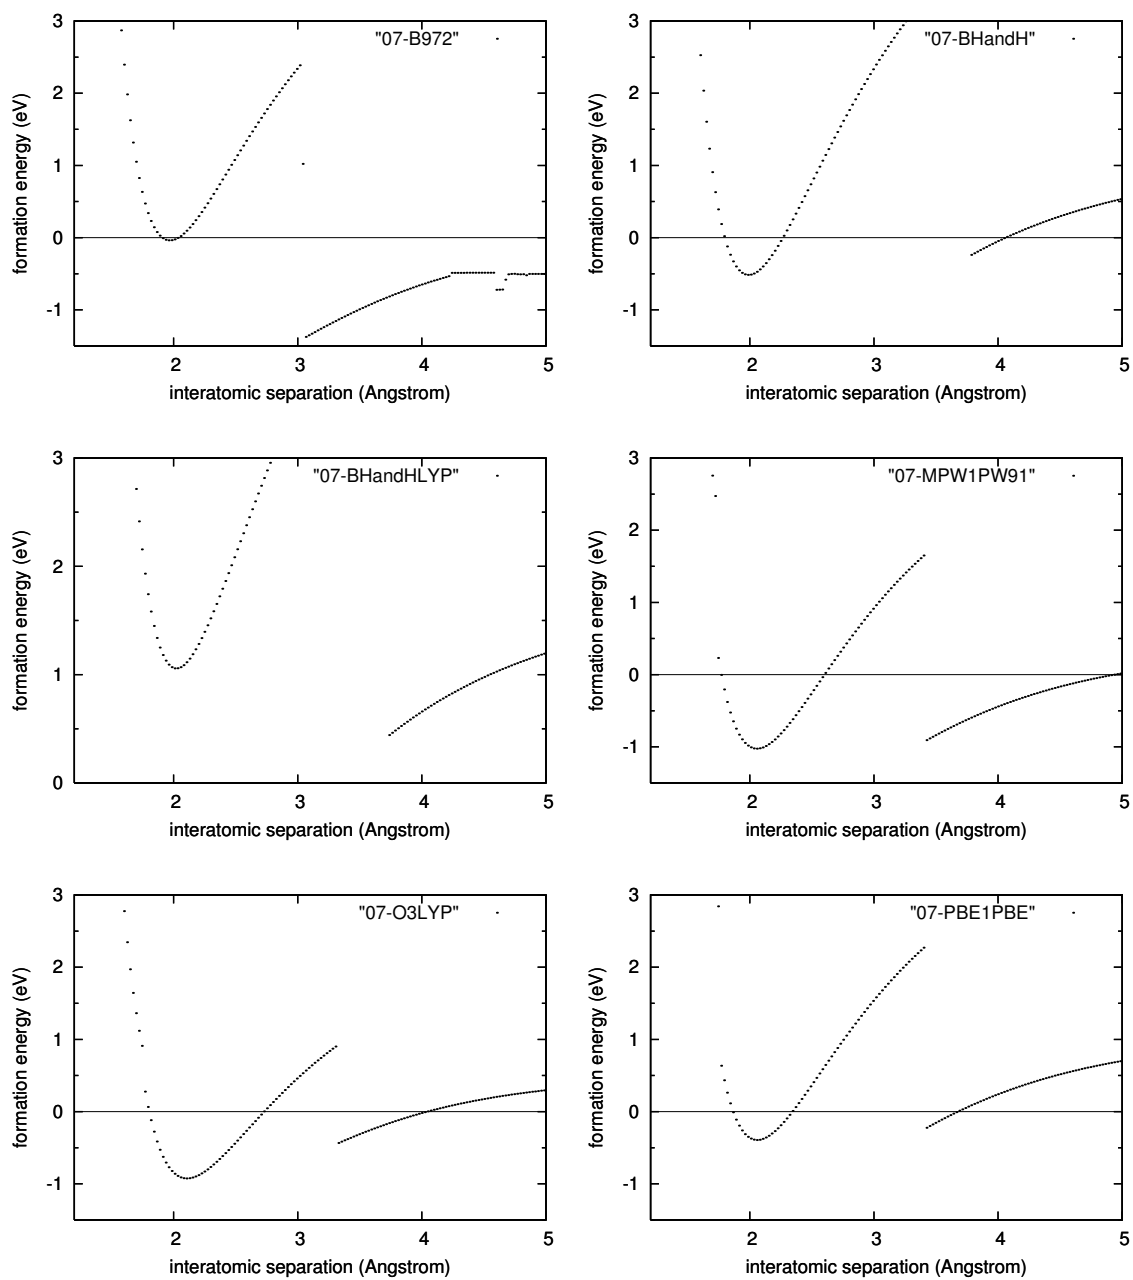 3
2
1
0
-1
2
3
4
5
formation energy (eV)
interatomic separation (Angstrom)
"07-B972"
3
2
1
0
-1
2
3
4
5
formation energy (eV)
interatomic separation (Angstrom)
"07-BHandH"
3
2
1
0
2
3
4
5
formation energy (eV)
interatomic separation (Angstrom)
"07-BHandHLYP"
3
2
1
0
-1
2
3
4
5
formation energy (eV)
interatomic separation (Angstrom)
"07-MPW1PW91"
3
2
1
0
-1
2
3
4
5
formation energy (eV)
interatomic separation (Angstrom)
"07-O3LYP"
3
2
1
0
-1
2
3
4
5
formation energy (eV)
interatomic separation (Angstrom)
"07-PBE1PBE"